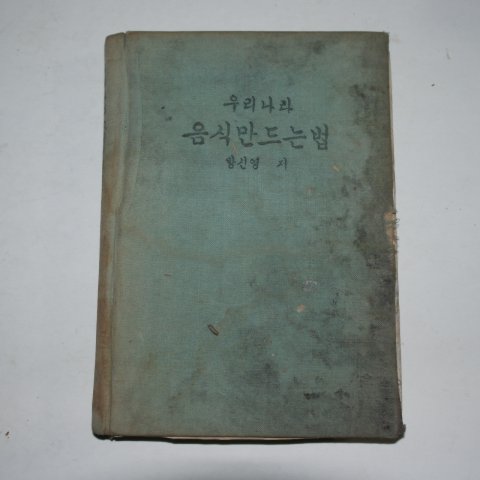 우리나라
음식만드는법
방신영 저